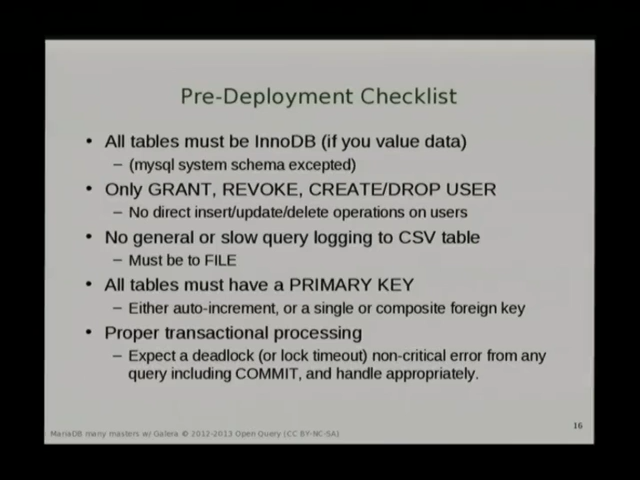 Pre-Deployment Checklist
• All tables must be InnoDB (if you value data)
– (mysql system schema excepted)
• Only GRANT, REVOKE, CREATE/DROP USER
– No direct insert/update/delete operations on users
• No general or slow query logging to CSV table
– Must be to FILE
• All tables must have a PRIMARY KEY
– Either auto-increment, or a single or composite foreign key
• Proper transactional processing
– Expect a deadlock (or lock timeout) non-critical error from any
query including COMMIT, and handle appropriately.
MariaDB many masters w/ Galera © 2012-2013 Open Query (CC BY-NC-SA)
16